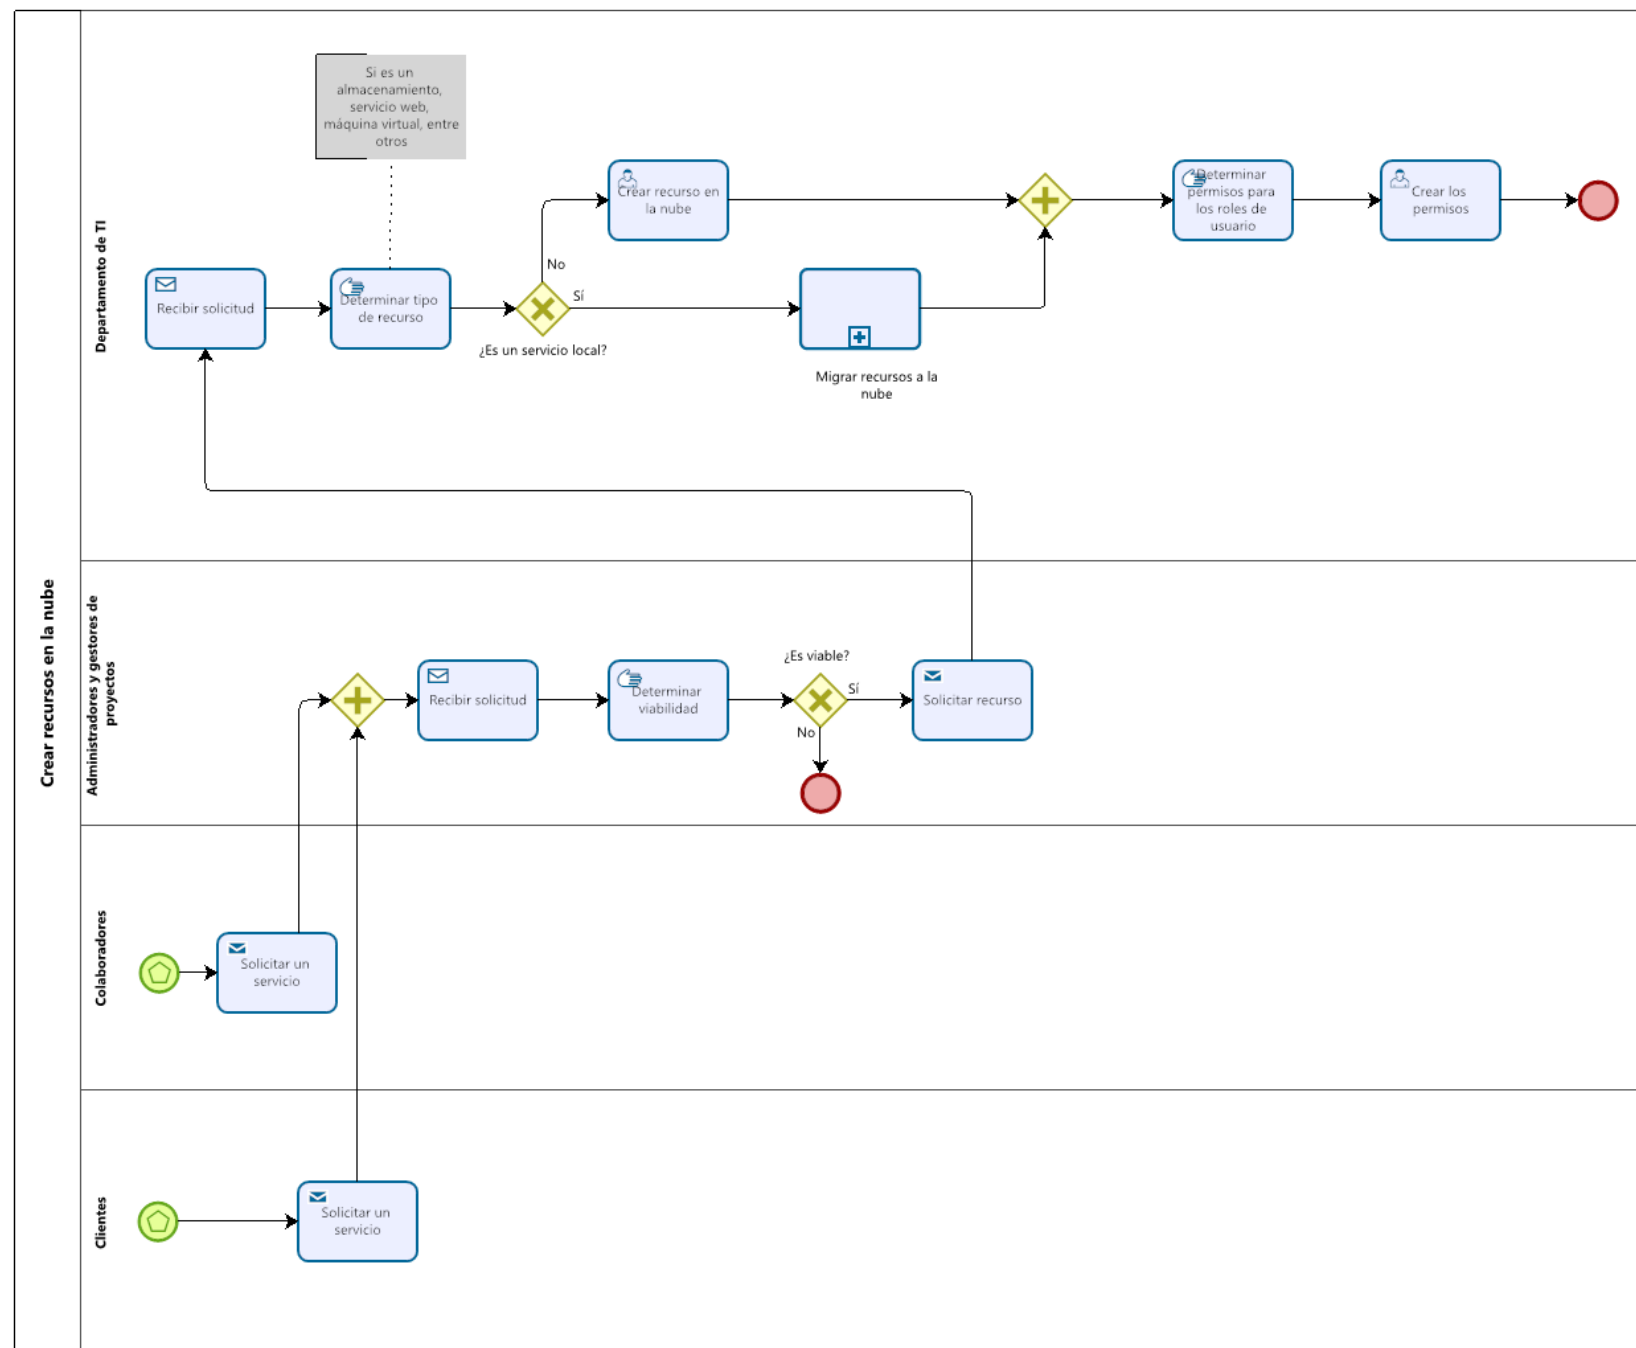 Crear recursos en la nube
Departamento de TI
Si es un
almacenamiento,
servicio web,
máquina virtual, entre
otros
Recibir solicitud
Determinar tipo
de recurso
¿Es un servicio local?
No
Sí
Crear recurso en
la nube
Migrar recursos a la
nube
Determinar
permisos para
los roles de
usuario
Crear los
permisos
Administradores y gestores de
proyectos
Recibir solicitud
Determinar
viabilidad
¿Es viable?
Sí
No
Solicitar recurso
Colaboradores
Solicitar un
servicio
Clientes
Solicitar un
servicio